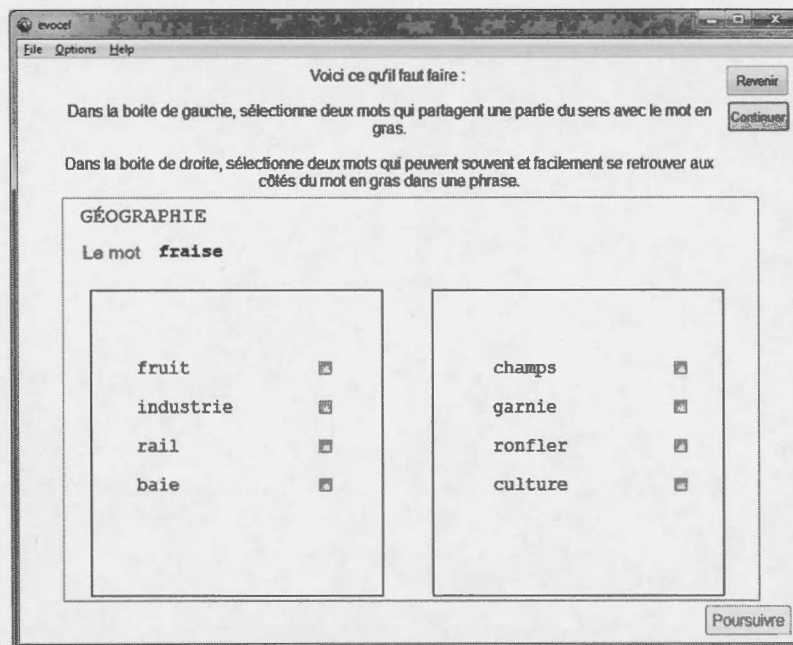 evocef
File Options Help
Voici ce qu'il faut faire :
Revenir
Dans la boite de gauche, sélectionne deux mots qui partagent une partie du sens avec le mot en
gras.
Continuer
Dans la boite de droite, sélectionne deux mots qui peuvent souvent et facilement se retrouver aux
côtés du mot en gras dans une phrase.
GÉOGRAPHIE
Le mot fraise
fruit
industrie
rail
baie
champs
garnie
ronfler
culture
Poursuivre